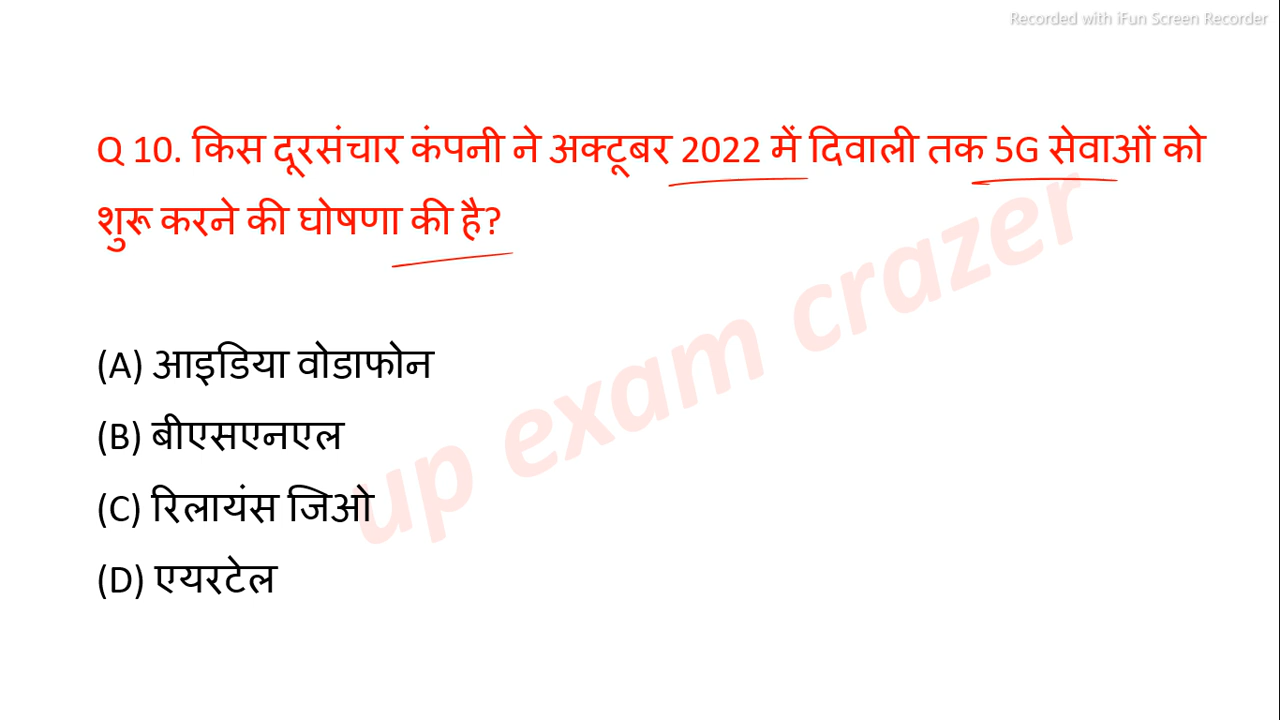 Recorded with iFun Screen Recorder
Q 10. किस दूरसंचार कंपनी ने अक्टूबर 2022 में दिवाली तक 5G सेवाओं को
शुरू करने की घोषणा की है?
up exam crazer
(A) आइडिया वोडाफोन
(B) बीएसएनएल
(C) रिलायंस जिओ
(D) एयरटेल